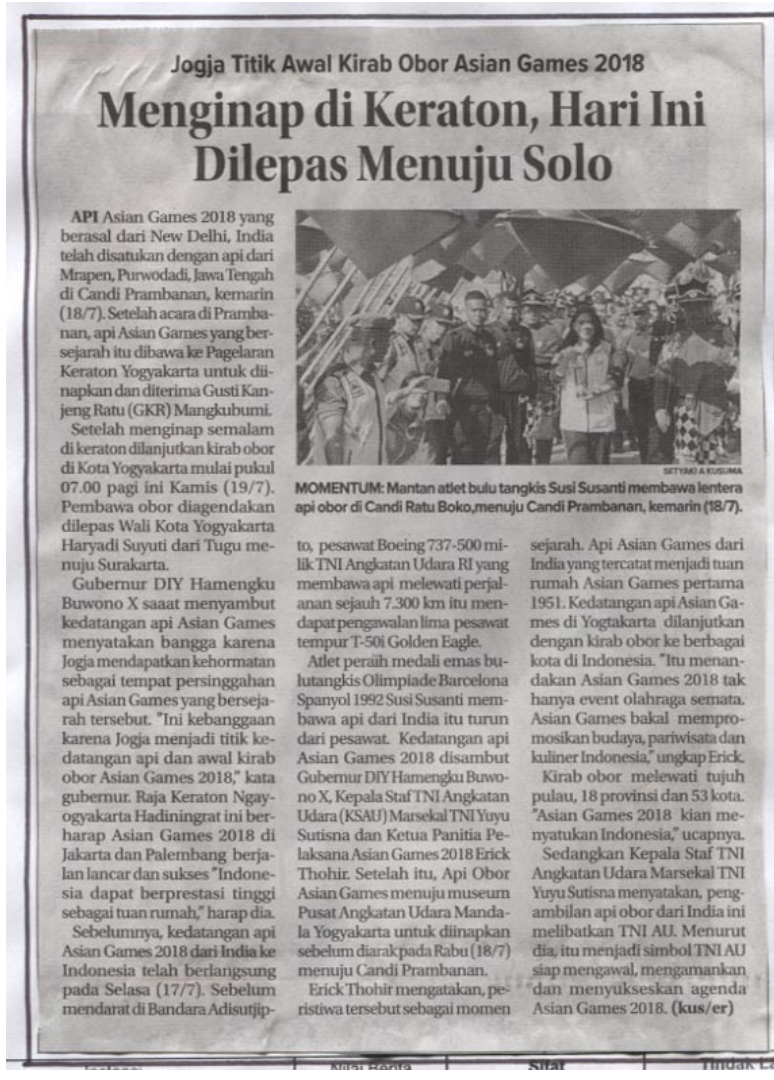 Jogja Titik Awal Kirab Obor Asian Games 2018
Menginap di Keraton, Hari Ini
Dilepas Menuju Solo
API Asian Games 2018 yang
berasal dari New Delhi, India
telah disatukan dengan api dari
Mrapen, Purwodadi, Jawa Tengah
di Candi Prambanan, kemarin
(18/7). Setelah acara di Pramba-
nan, api Asian Games yang ber-
sejarah itu dibawa ke Pagelaran
Keraton Yogyakarta untuk dii-
napkan dan diterima Gusti Kan-
jeng Ratu (GKR) Mangkubumi.
Setelah menginap semalam
di keraton dilanjutkan kirab obor
di Kota Yogyakarta mulai pukul
07.00 pagi ini Kamis (19/7).
Pembawa obor diagendakan
dilepas Wali Kota Yogyakarta
Haryadi Suyuti dari Tugu me-
nuju Surakarta.
Gubernur DIY Hamengku
Buwono X saaat menyambut
kedatangan api Asian Games
menyatakan bangga karena
Jogja mendapatkan kehormatan
sebagai tempat persinggahan
api Asian Games yang berseja-
rah tersebut. "Ini kebanggaan
karena Jogja menjadi titik ke-
datangan api dan awal kirab
obor Asian Games 2018," kata
gubernur. Raja Keraton Ngay-
ogyakarta Hadiningrat ini ber-
harap Asian Games 2018 di
Jakarta dan Palembang berja-
lan lancar dan sukses "Indone-
sia dapat berprestasi tinggi
sebagai tuan rumah," harap dia.
Sebelumnya, kedatangan api
Asian Games 2018 dari India ke
Indonesia telah berlangsung
pada Selasa (17/7). Sebelum
mendarat di Bandara Adisutjip-
SETYAKI A KUSUMA
MOMENTUM: Mantan atlet bulu tangkis Susi Susanti membawa lentera
api obor di Candi Ratu Boko,menuju Candi Prambanan, kemarin (18/7).
to, pesawat Boeing 737-500 mi-
lik TNI Angkatan Udara RI yang
membawa api melewati perjal-
anan sejauh 7.300 km itu men-
dapat pengawalan lima pesawat
tempur T-50i Golden Eagle.
Atlet peraih medali emas bu-
lutangkis Olimpiade Barcelona
Spanyol 1992 Susi Susanti mem-
bawa api dari India itu turun
dari pesawat. Kedatangan api
Asian Games 2018 disambut
Gubernur DIY Hamengku Buwo-
no X, Kepala Staf TNI Angkatan
Udara (KSAU) Marsekal TNI Yuyu
Sutisna dan Ketua Panitia Pe-
laksana Asian Games 2018 Erick
Thohir. Setelah itu, Api Obor
Asian Games menuju museum
Pusat Angkatan Udara Manda-
la Yogyakarta untuk diinapkan
sebelum diarak pada Rabu (18/7)
menuju Candi Prambanan.
Erick Thohir mengatakan, pe-
ristiwa tersebut sebagai momen
sejarah. Api Asian Games dari
India yang tercatat menjadi tuan
rumah Asian Games pertama
1951. Kedatangan api Asian Ga-
mes di Yogtakarta dilanjutkan
dengan kirab obor ke berbagai
kota di Indonesia. "Itu menan-
dakan Asian Games 2018 tak
hanya event olahraga semata.
Asian Games bakal mempro-
mosikan budaya, pariwisata dan
kuliner Indonesia," ungkap Erick.
Kirab obor melewati tujuh
pulau, 18 provinsi dan 53 kota.
"Asian Games 2018 kian me-
nyatukan Indonesia," ucapnya.
Sedangkan Kepala Staf TNI
Angkatan Udara Marsekal TNI
Yuyu Sutisna menyatakan, peng-
ambilan api obor dari India ini
melibatkan TNI AU. Menurut
dia, itu menjadi simbol TNI AU
siap mengawal, mengamankan
dan menyukseskan agenda
Asian Games 2018. (kus/er)
Nilai Berita
Sifat
Tindak